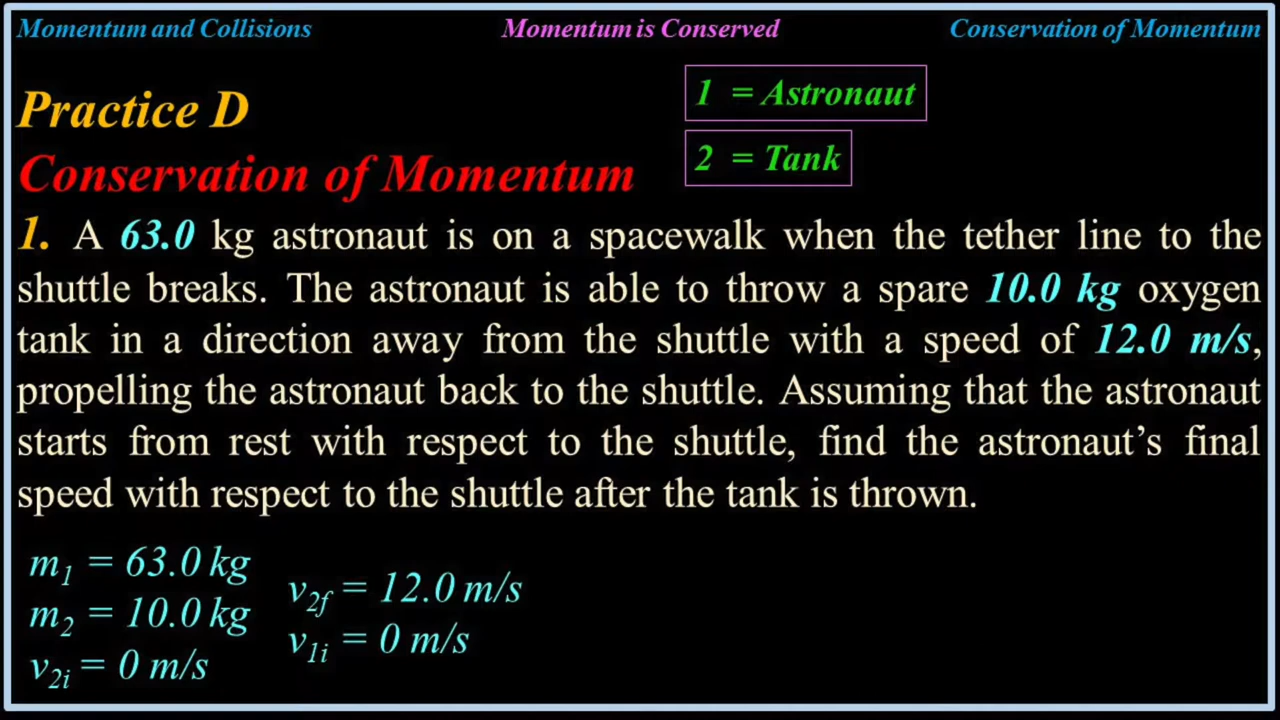 Momentum and Collisions
Momentum is Conserved
Conservation of Momentum
Practice D
1 = Astronaut
Conservation of Momentum
2 = Tank
1. A 63.0 kg astronaut is on a spacewalk when the tether line to the
shuttle breaks. The astronaut is able to throw a spare 10.0 kg oxygen
tank in a direction away from the shuttle with a speed of 12.0 m/s,
propelling the astronaut back to the shuttle. Assuming that the astronaut
starts from rest with respect to the shuttle, find the astronaut’s final
speed with respect to the shuttle after the tank is thrown.
m₁ = 63.0 kg
m₂ = 10.0 kg
v₂ᵢ = 0 m/s
v₂f = 12.0 m/s
v₁ᵢ = 0 m/s